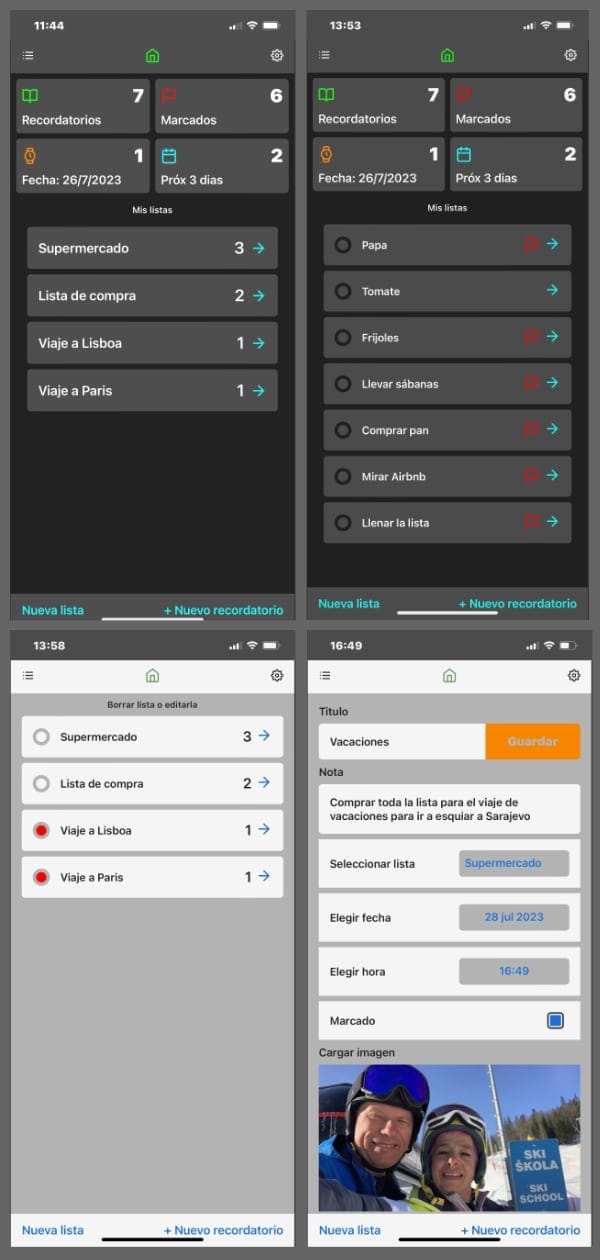 11:44
7
Recordatorios
6
Marcados
1
Fecha: 26/7/2023
2
Próx 3 dias
Mis listas
Supermercado 3
Lista de compra 2
Viaje a Lisboa 1
Viaje a Paris 1
Nueva lista + Nuevo recordatorio
13:53
7
Recordatorios
6
Marcados
1
Fecha: 26/7/2023
2
Próx 3 dias
Mis listas
Papa
Tomate
Frijoles
Llevar sábanas
Comprar pan
Mirar Airbnb
Llenar la lista
Nueva lista + Nuevo recordatorio
13:58
Borrar lista o editarla
Supermercado 3
Lista de compra 2
Viaje a Lisboa 1
Viaje a Paris 1
Nueva lista + Nuevo recordatorio
16:49
Titulo
Vacaciones Guardar
Nota
Comprar toda la lista para el viaje de
vacaciones para ir a esquiar a Sarajevo
Seleccionar lista Supermercado
Elegir fecha 28 jul 2023
Elegir hora 16:49
Marcado
Cargar imagen
SKI
ŠKOLA
SKI
SCHOOL
Nueva lista + Nuevo recordatorio